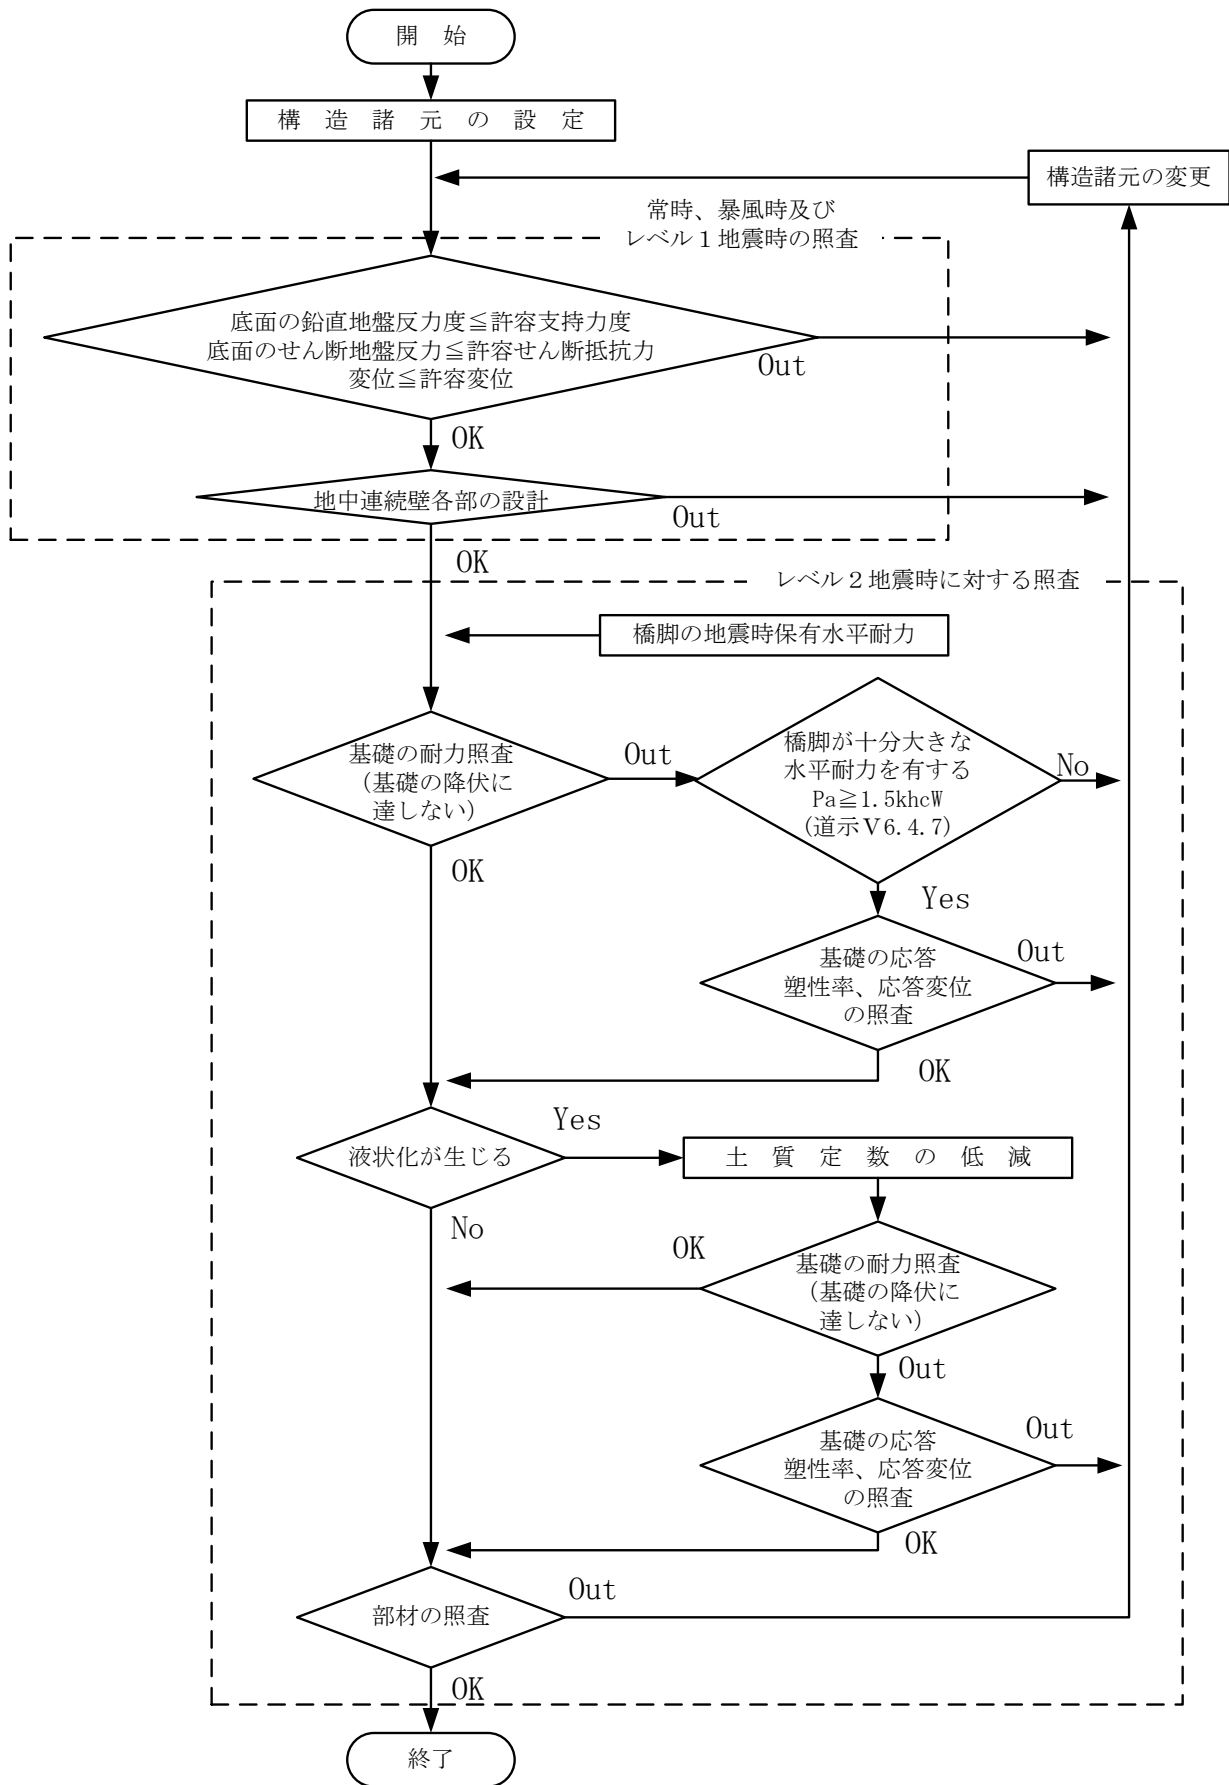 開　始
構　造　諸　元　の　設　定
構造諸元の変更
常時、暴風時及び
レベル１地震時の照査
底面の鉛直地盤反力度≦許容支持力度
底面のせん断地盤反力≦許容せん断抵抗力
変位≦許容変位
Out
OK
地中連続壁各部の設計
Out
OK
レベル２地震時に対する照査
橋脚の地震時保有水平耐力
基礎の耐力照査
（基礎の降伏に
達しない）
Out
橋脚が十分大きな
水平耐力を有する
Pa≧1.5khcW
(道示Ⅴ6.4.7)
No
OK
Yes
基礎の応答
塑性率、応答変位
の照査
Out
OK
液状化が生じる
Yes
土　質　定　数　の　低　減
No
OK
基礎の耐力照査
（基礎の降伏に
達しない）
Out
基礎の応答
塑性率、応答変位
の照査
Out
OK
部材の照査
Out
OK
終了